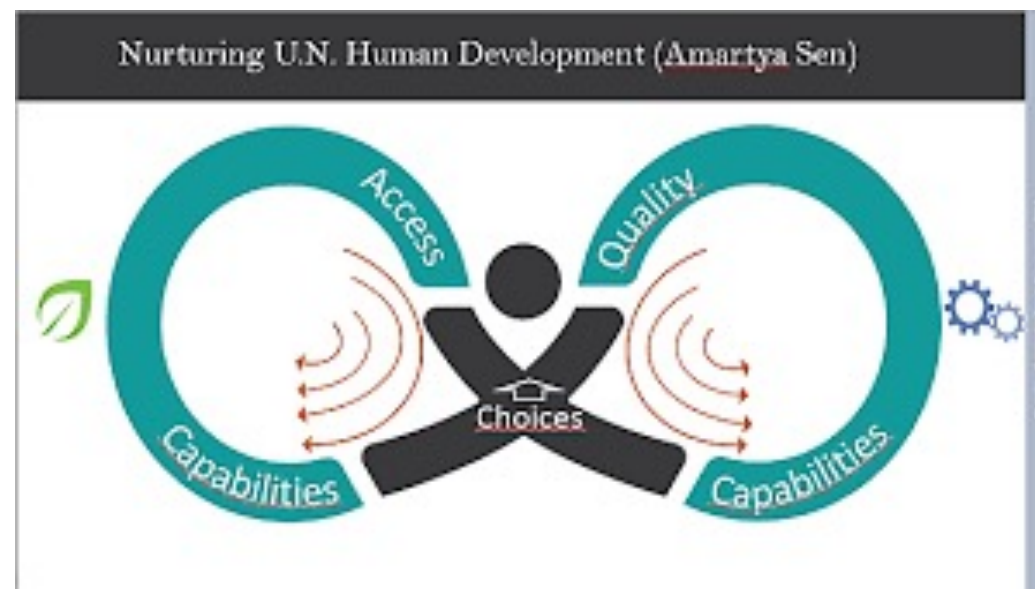 Nurturing U.N. Human Development (Amartya Sen)
Access
Quality
Choices
Capabilities
Capabilities